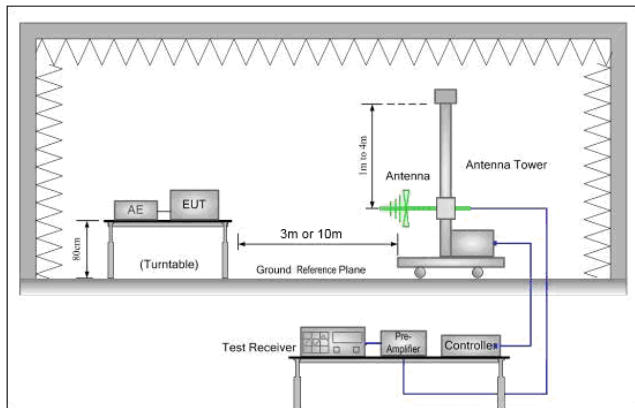 1m to 4m
Antenna
Antenna Tower
AE
EUT
3m or 10m
80cm
(Turntable)
Ground Reference Plane
Test Receiver
Pre-
Amplifier
Controller